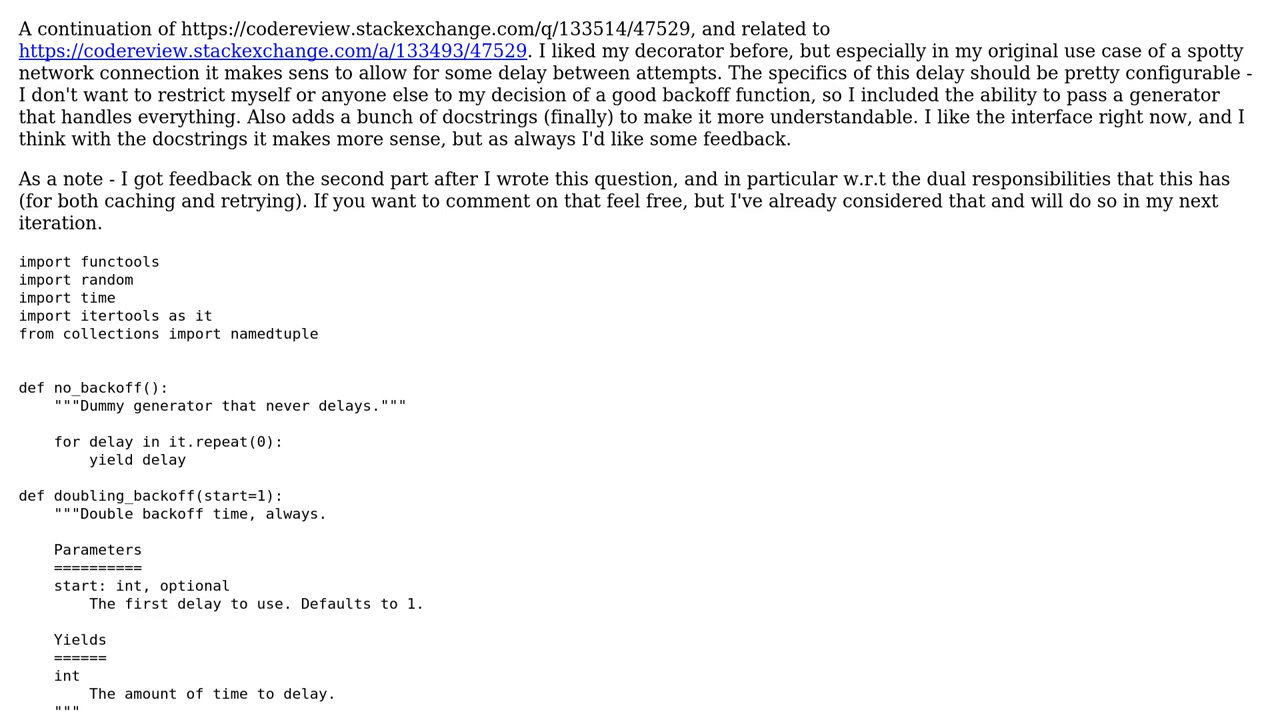 A continuation of https://codereview.stackexchange.com/q/133514/47529, and related to
https://codereview.stackexchange.com/a/133493/47529. I liked my decorator before, but especially in my original use case of a spotty
network connection it makes sens to allow for some delay between attempts. The specifics of this delay should be pretty configurable -
I don't want to restrict myself or anyone else to my decision of a good backoff function, so I included the ability to pass a generator
that handles everything. Also adds a bunch of docstrings (finally) to make it more understandable. I like the interface right now, and I
think with the docstrings it makes more sense, but as always I'd like some feedback.

As a note - I got feedback on the second part after I wrote this question, and in particular w.r.t the dual responsibilities that this has
(for both caching and retrying). If you want to comment on that feel free, but I've already considered that and will do so in my next
iteration.

import functools
import random
import time
import itertools as it
from collections import namedtuple


def no_backoff():
    """Dummy generator that never delays."""

    for delay in it.repeat(0):
        yield delay

def doubling_backoff(start=1):
    """Double backoff time, always.

    Parameters
    ==========
    start: int, optional
        The first delay to use. Defaults to 1.

    Yields
    ======
    int
        The amount of time to delay.
    """